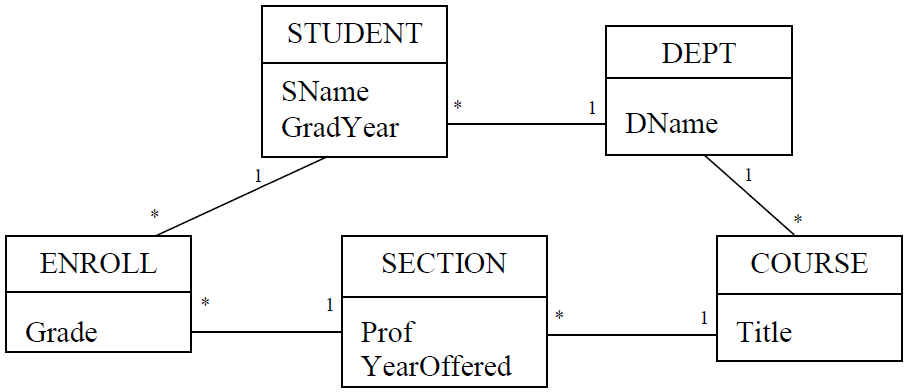 STUDENT
SName
GradYear
* 1
DEPT
DName
1
*
1
*
ENROLL
Grade
* 1
SECTION
Prof
YearOffered
* 1
COURSE
Title